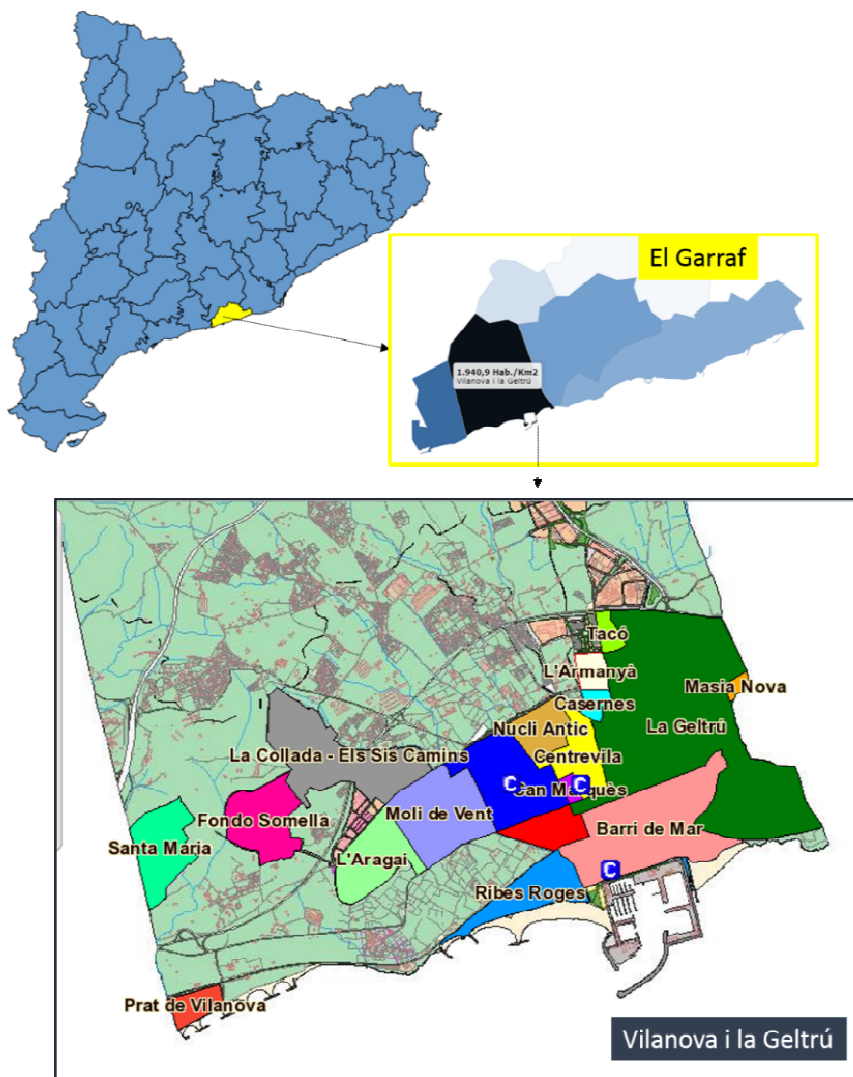 El Garraf
1.940,9 Hab./Km2
Vilanova i la Geltrú
Tacó
L'Armanyà
Masia Nova
Casernes
La Geltrú
Nucli Antic
La Collada - Els Sis Camins
Centrevila
C
C
San Marquès
Moli de Vent
Fondo Somella
Barri de Mar
Santa Maria
L'Aragai
C
Ribes Roges
Prat de Vilanova
Vilanova i la Geltrú